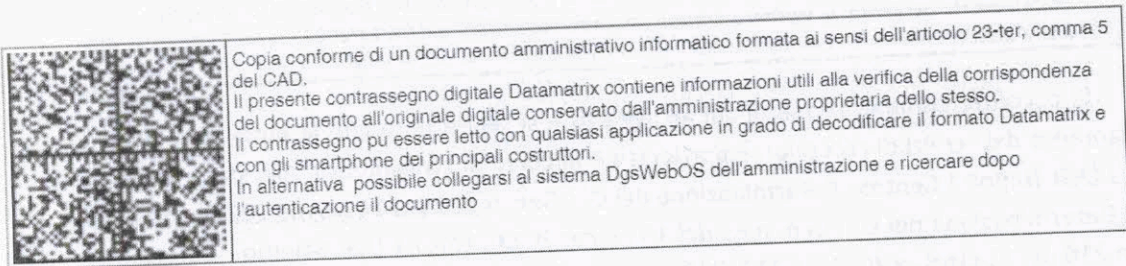 Copia conforme di un documento amministrativo informatico formata ai sensi dell'articolo 23-ter, comma 5
del CAD.
Il presente contrassegno digitale Datamatrix contiene informazioni utili alla verifica della corrispondenza
del documento all'originale digitale conservato dall'amministrazione proprietaria dello stesso.
Il contrassegno pu essere letto con qualsiasi applicazione in grado di decodificare il formato Datamatrix e
con gli smartphone dei principali costruttori.
In alternativa possibile collegarsi al sistema DgsWebOS dell'amministrazione e ricercare dopo
l'autenticazione il documento